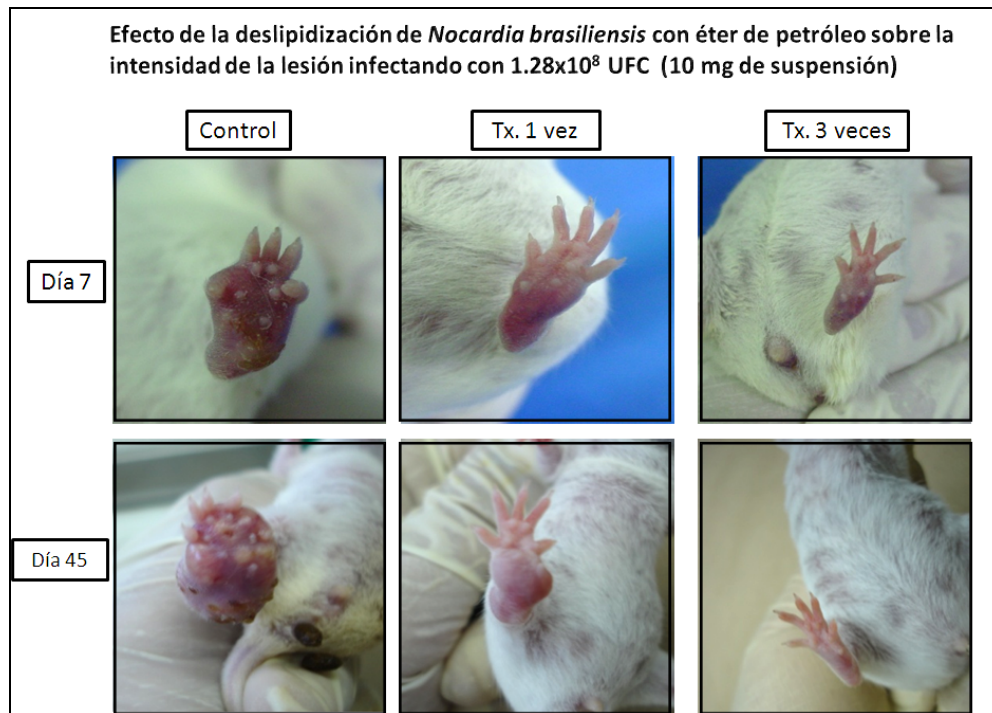 Efecto de la deslipidización de Nocardia brasiliensis con éter de petróleo sobre la
intensidad de la lesión infectando con 1.28x10⁸ UFC (10 mg de suspensión)
Control
Tx. 1 vez
Tx. 3 veces
Día 7
Día 45